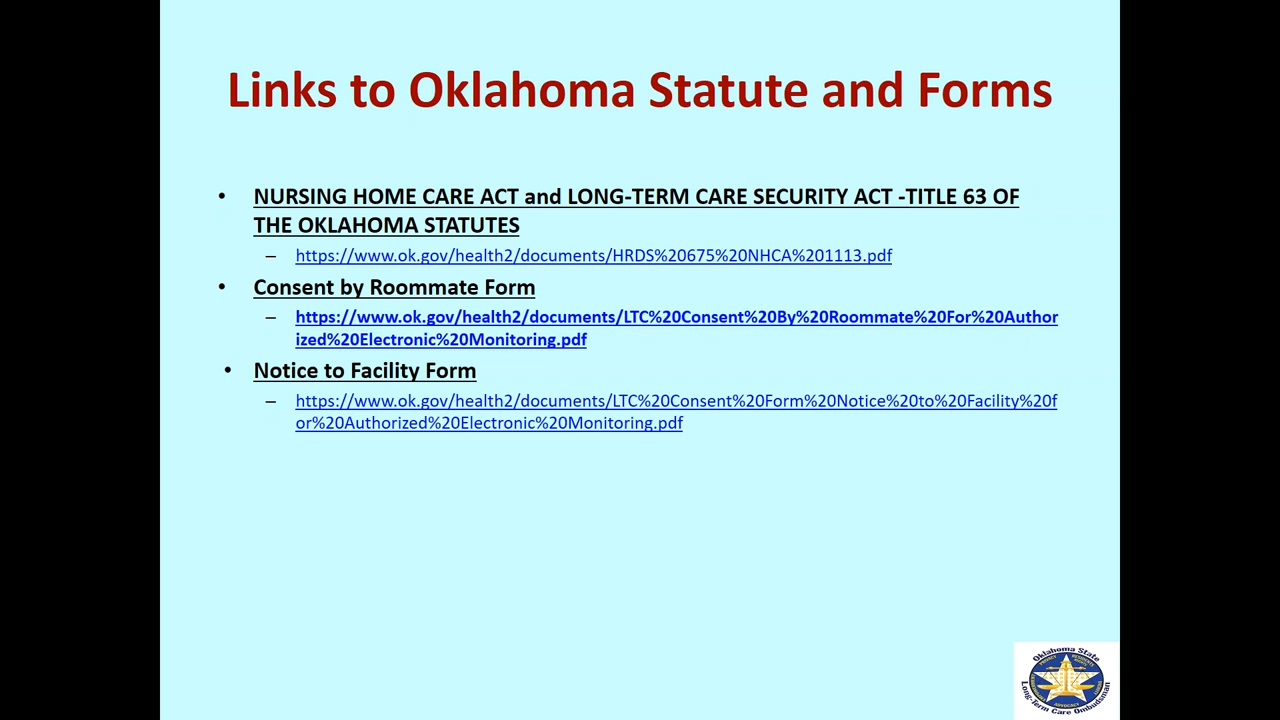 Links to Oklahoma Statute and Forms
• NURSING HOME CARE ACT and LONG-TERM CARE SECURITY ACT -TITLE 63 OF
THE OKLAHOMA STATUTES
– https://www.ok.gov/health2/documents/HRDS%20675%20NHCA%201113.pdf
• Consent by Roommate Form
– https://www.ok.gov/health2/documents/LTC%20Consent%20By%20Roommate%20For%20Author
ized%20Electronic%20Monitoring.pdf
• Notice to Facility Form
– https://www.ok.gov/health2/documents/LTC%20Consent%20Form%20Notice%20to%20Facility%20f
or%20Authorized%20Electronic%20Monitoring.pdf
Oklahoma State
Long-Term Care Ombudsman
ADVOCACY